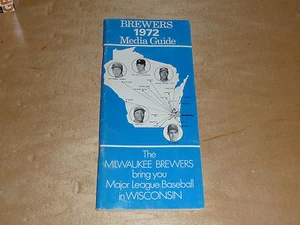 BREWERS
1972
Media Guide
The
MILWAUKEE BREWERS
bring you
Major League Baseball
in WISCONSIN